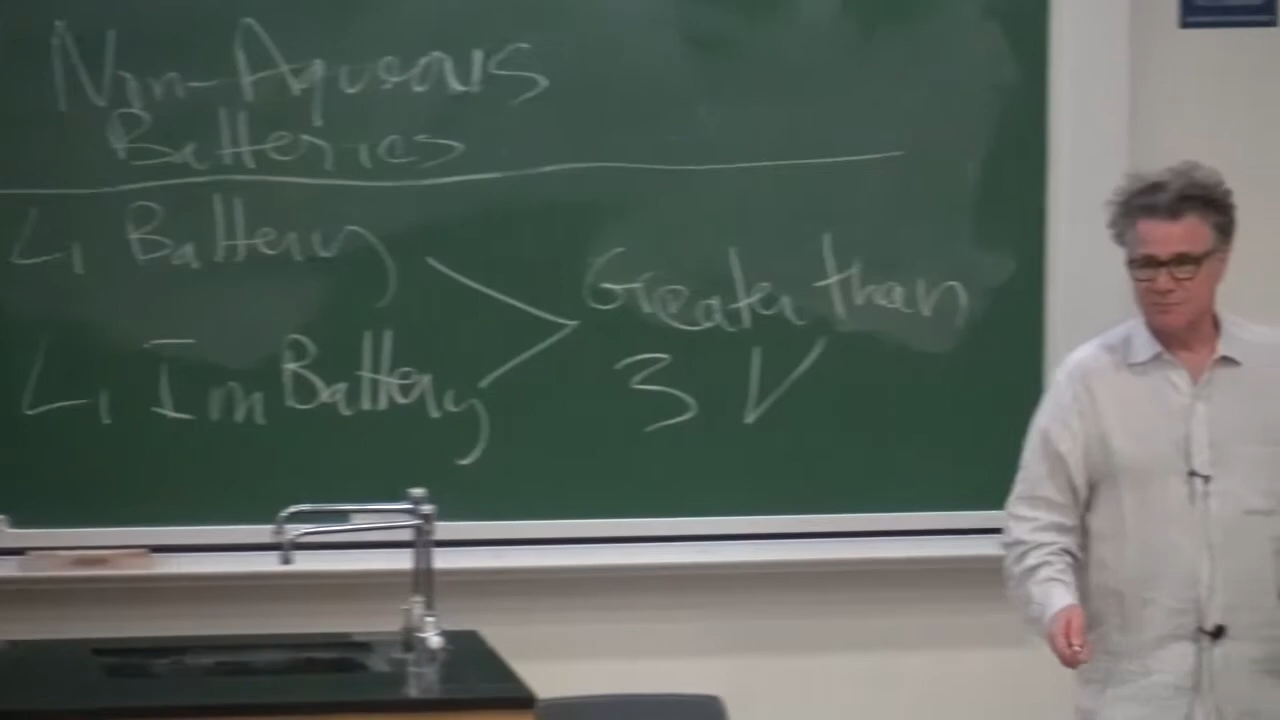 Non-Aqueous
Batteries
Li Battery
Li Ion Battery
Greater than
3 V